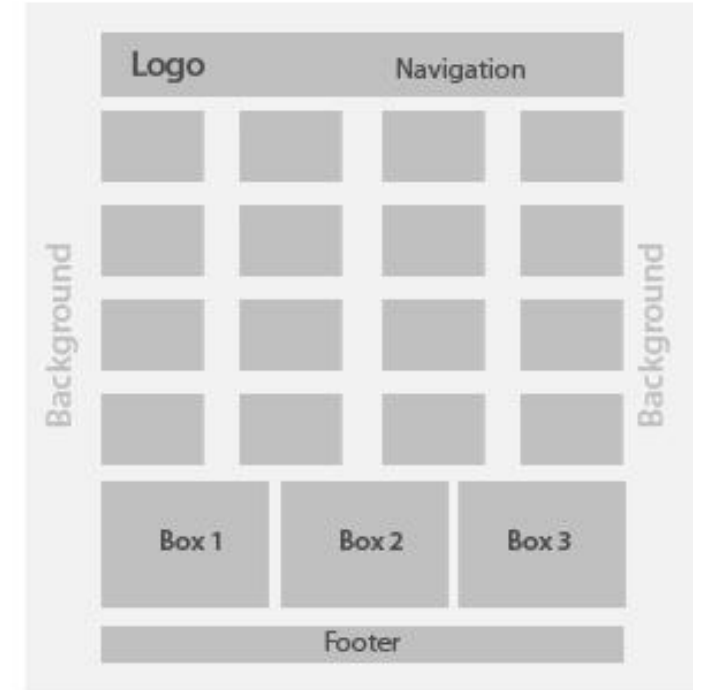 Logo
Navigation
Background
Background
Box 1
Box 2
Box 3
Footer